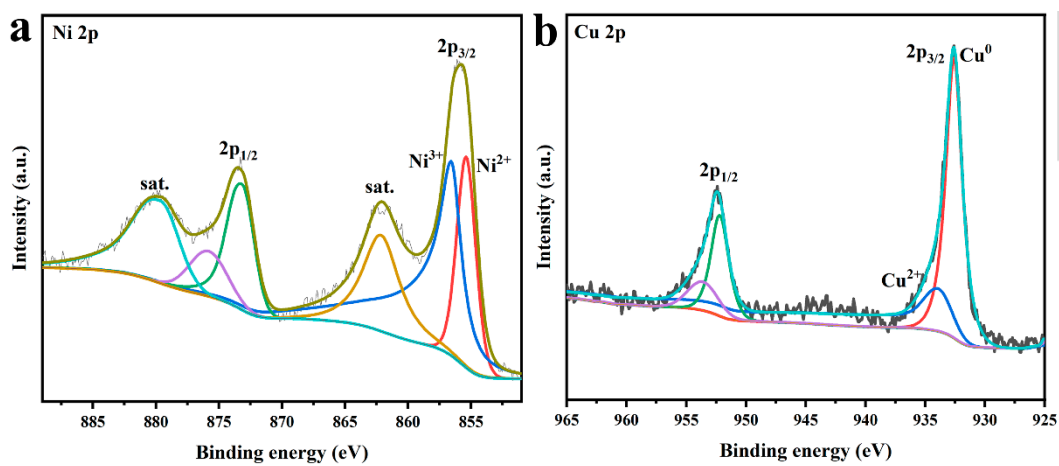 a
Ni 2p
2p3/2
Ni3+
Ni2+
2p1/2
sat.
sat.
Intensity (a.u.)
885 880 875 870 865 860 855
Binding energy (eV)
b
Cu 2p
2p3/2
Cu0
2p1/2
Cu2+
Intensity (a.u.)
965 960 955 950 945 940 935 930 925
Binding energy (eV)